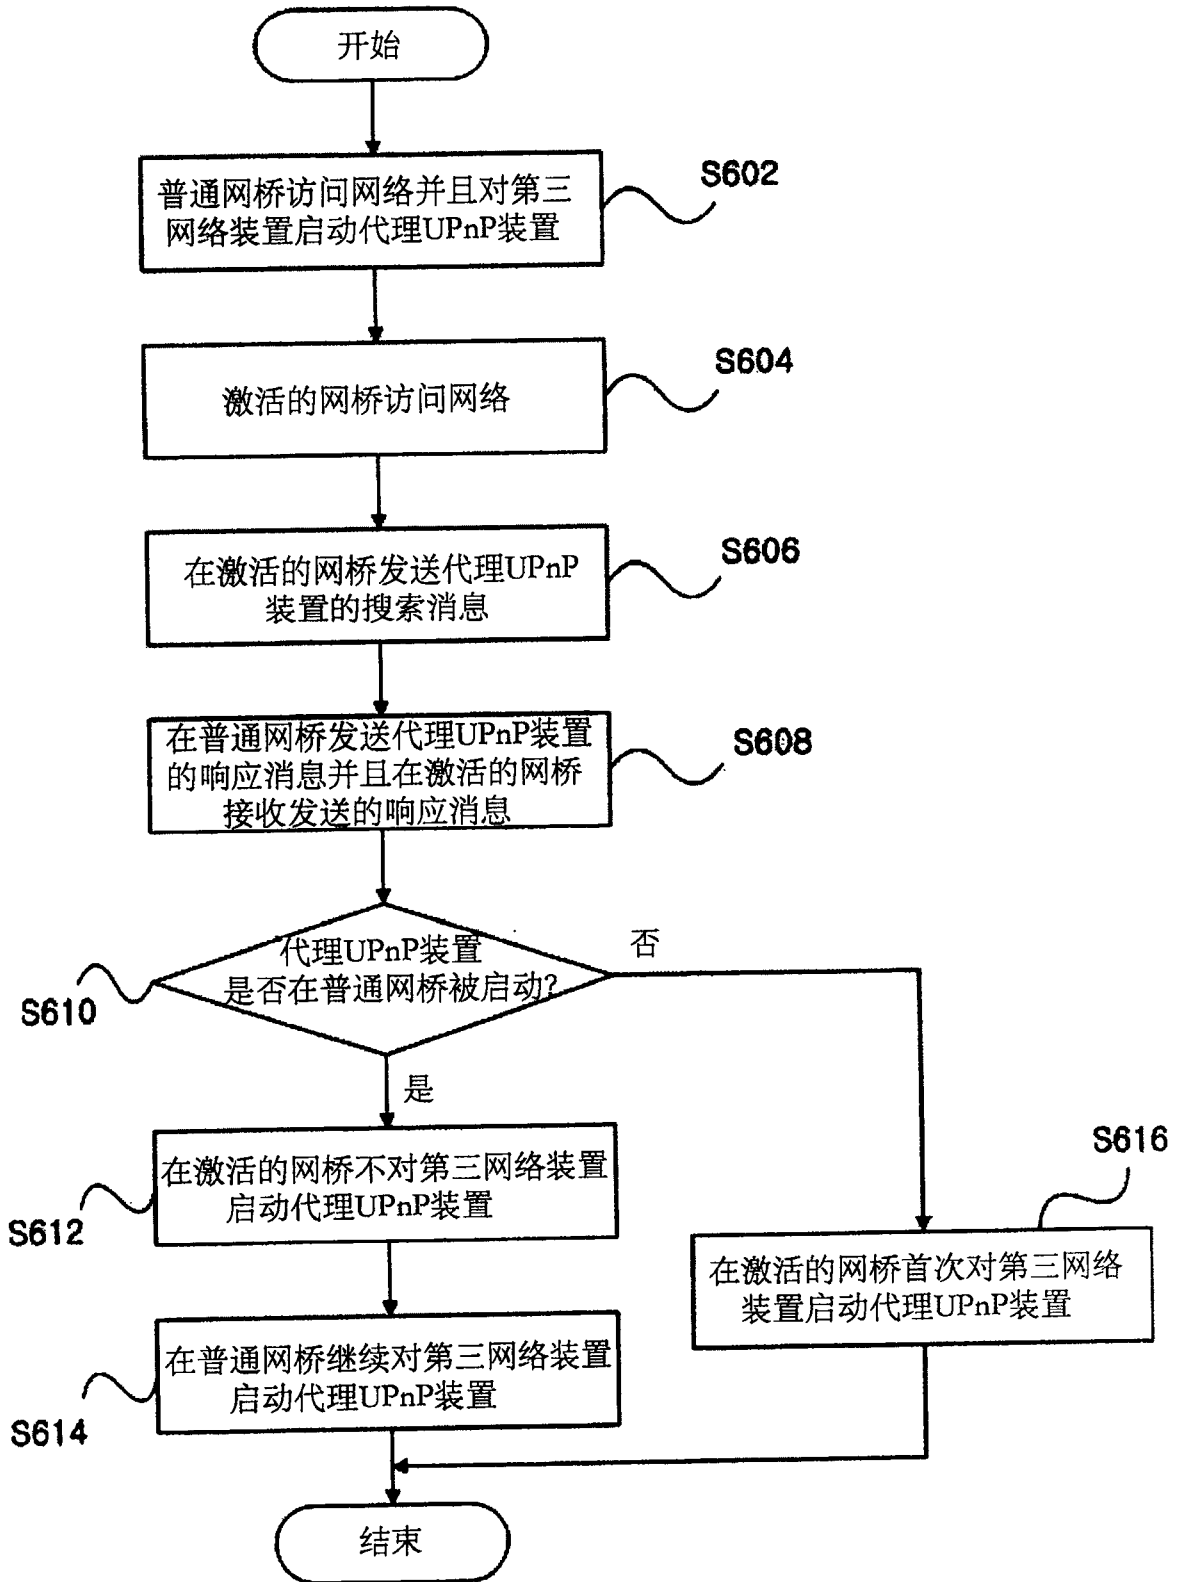 开始
普通网桥访问网络并且对第三
网络装置启动代理UPnP装置
S602
激活的网桥访问网络
S604
在激活的网桥发送代理UPnP
装置的搜索消息
S606
在普通网桥发送代理UPnP装置
的响应消息并且在激活的网桥
接收发送的响应消息
S608
代理UPnP装置
是否在普通网桥被启动?
否
S610
是
在激活的网桥不对第三网络装置
启动代理UPnP装置
S612
S616
在激活的网桥首次对第三网络
装置启动代理UPnP装置
在普通网桥继续对第三网络装置
启动代理UPnP装置
S614
结束